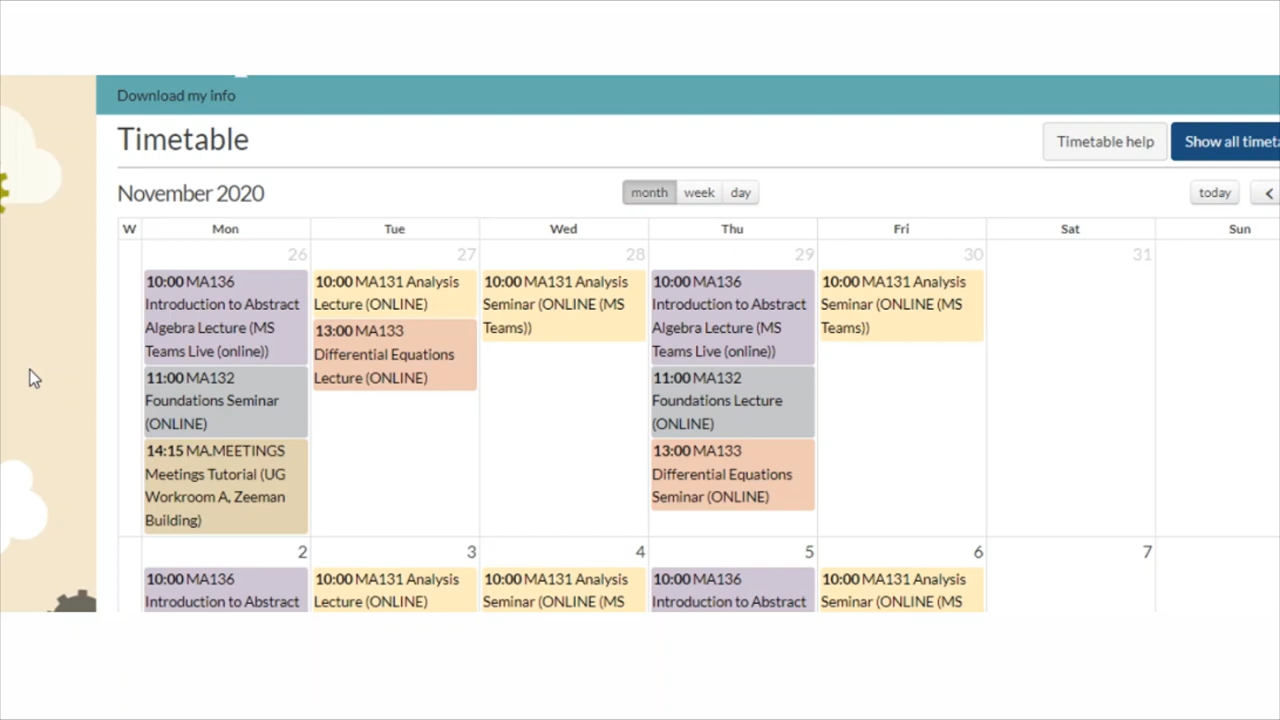 Download my info
Timetable
Timetable help
Show all
November 2020
month
week
day
today
W
Mon
Tue
Wed
Thu
Fri
Sat
Sun
26
10:00 MA136
Introduction to Abstract
Algebra Lecture (MS
Teams Live (online))
11:00 MA132
Foundations Seminar
(ONLINE)
14:15 MA.MEETINGS
Meetings Tutorial (UG
Workroom A, Zeeman
Building)
27
10:00 MA131 Analysis
Lecture (ONLINE)
13:00 MA133
Differential Equations
Lecture (ONLINE)
28
10:00 MA131 Analysis
Seminar (ONLINE (MS
Teams))
29
10:00 MA136
Introduction to Abstract
Algebra Lecture (MS
Teams Live (online))
11:00 MA132
Foundations Lecture
(ONLINE)
13:00 MA133
Differential Equations
Seminar (ONLINE)
30
10:00 MA131 Analysis
Seminar (ONLINE (MS
Teams))
31
2
10:00 MA136
Introduction to Abstract
3
10:00 MA131 Analysis
Lecture (ONLINE)
4
10:00 MA131 Analysis
Seminar (ONLINE (MS
5
10:00 MA136
Introduction to Abstract
6
10:00 MA131 Analysis
Seminar (ONLINE (MS
7